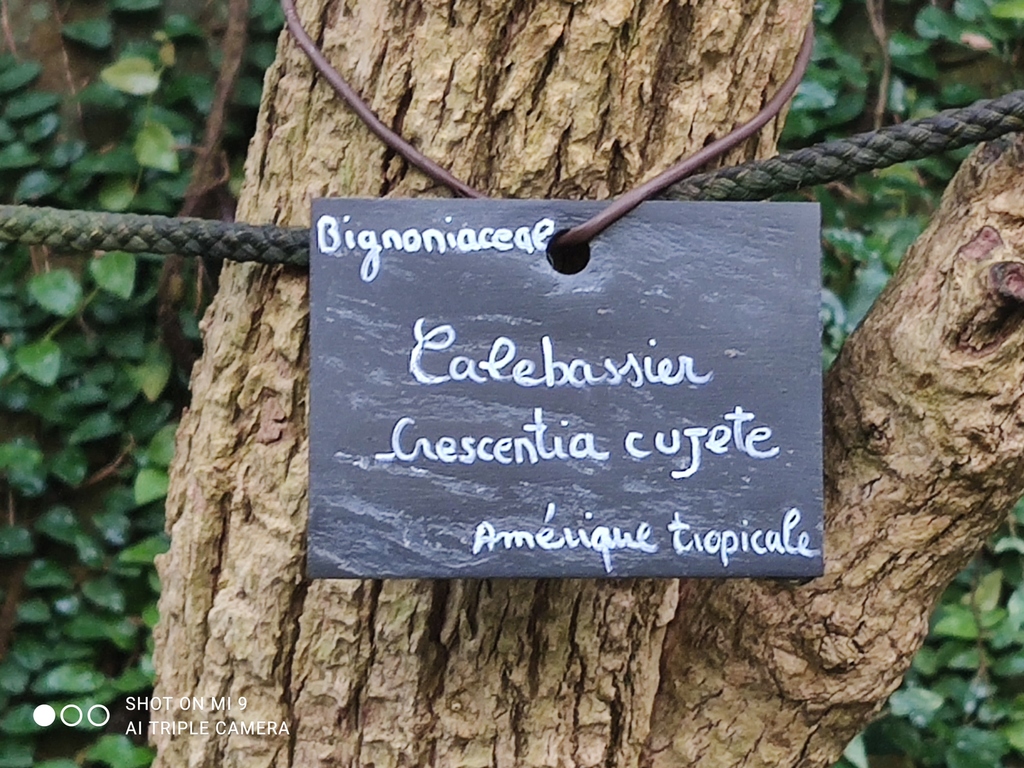 Bignoniaceae
Calebassier
Crescentia cujete
Amérique tropicale
SHOT ON MI 9
AI TRIPLE CAMERA